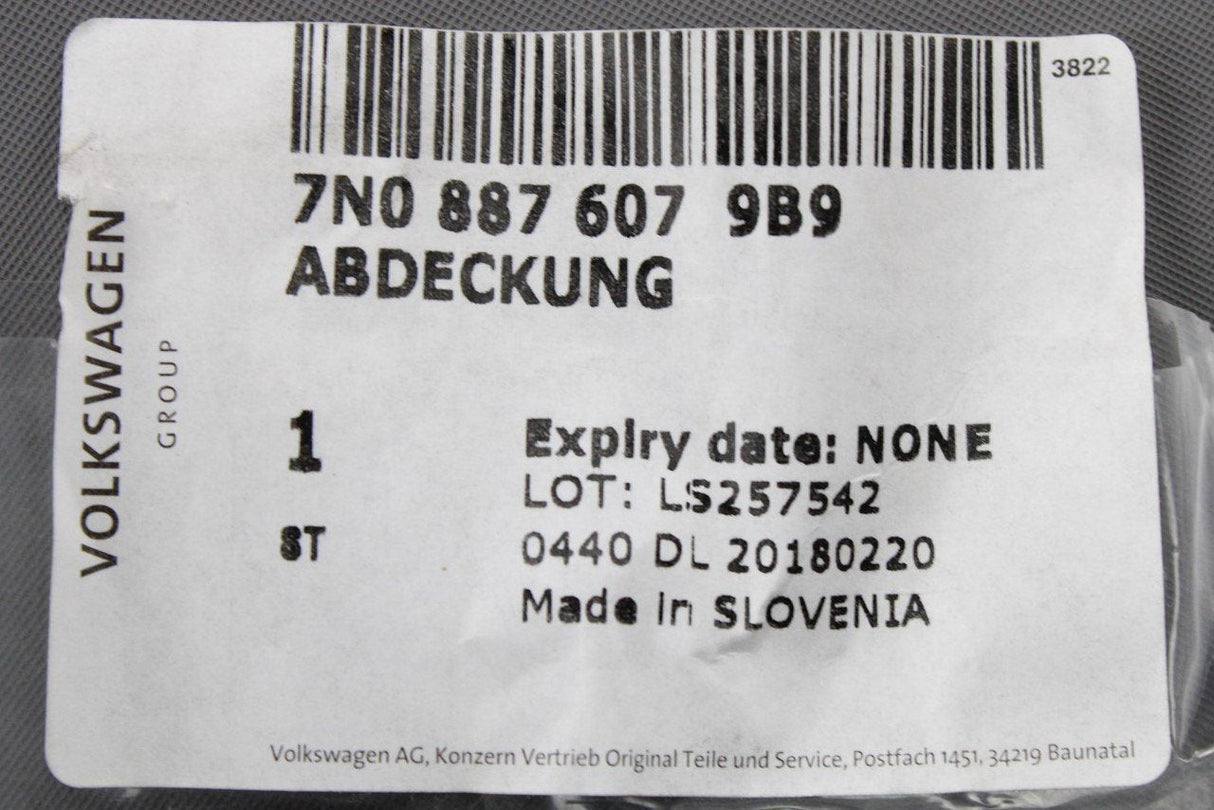 3822
7N0 887 607 9B9
ABDECKUNG
VOLKSWAGEN
GROUP
1
Expiry date: NONE
LOT: LS257542
ST
0440 DL 20180220
Made in SLOVENIA
Volkswagen AG, Konzern Vertrieb Original Teile und Service, Postfach 1451, 34219 Baunatal